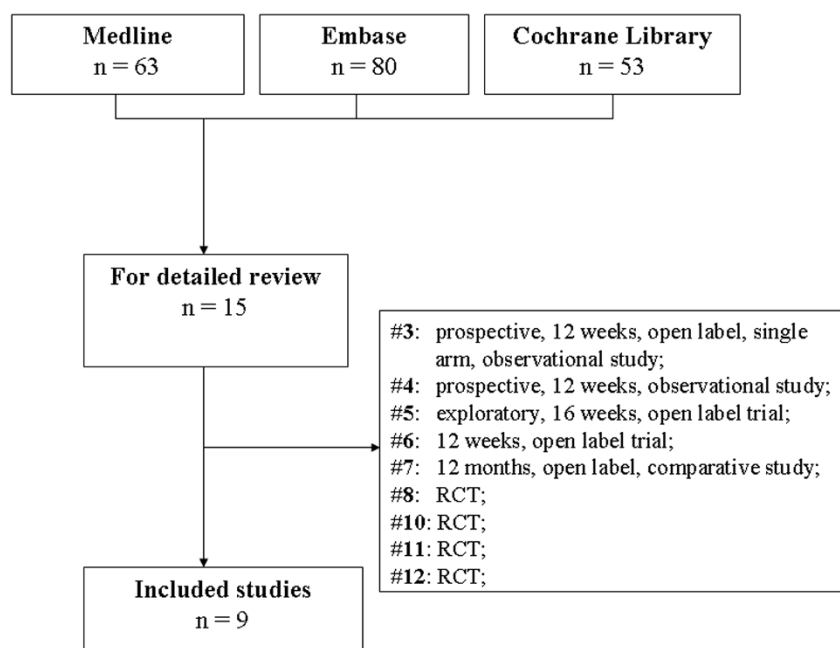 Medline
n = 63
Embase
n = 80
Cochrane Library
n = 53
For detailed review
n = 15
#3: prospective, 12 weeks, open label, single
arm, observational study;
#4: prospective, 12 weeks, observational study;
#5: exploratory, 16 weeks, open label trial;
#6: 12 weeks, open label trial;
#7: 12 months, open label, comparative study;
#8: RCT;
#10: RCT;
#11: RCT;
#12: RCT;
Included studies
n = 9